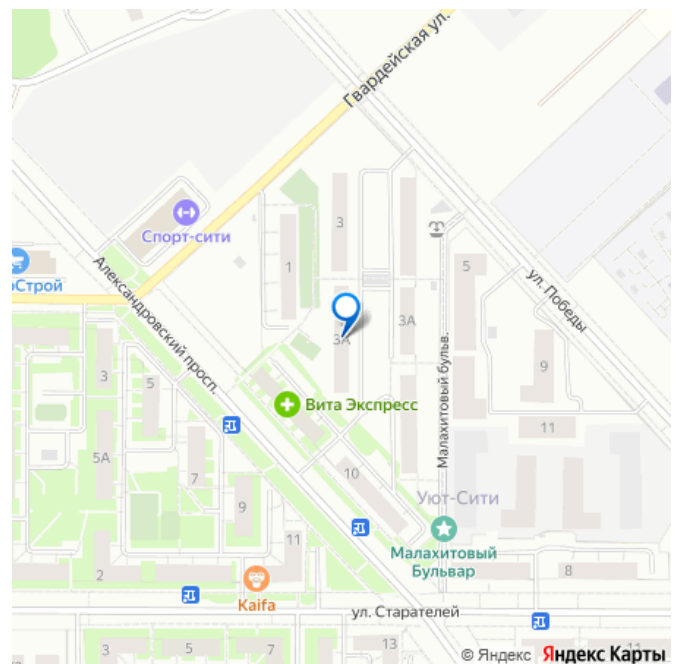 Гвардейская ул.
Спорт-сити
3
1
оСтрой
Александровский просп.
ул. Победы
5
3А
3А
Малахитовый бульв.
9
3
5
Вита Экспресс
11
5А
7
9
10
Уют-Сити
11
Малахитовый
Бульвар
8
2
Kaifa
ул. Старателей
3
5
7
13
11
© Яндекс Яндекс Карты